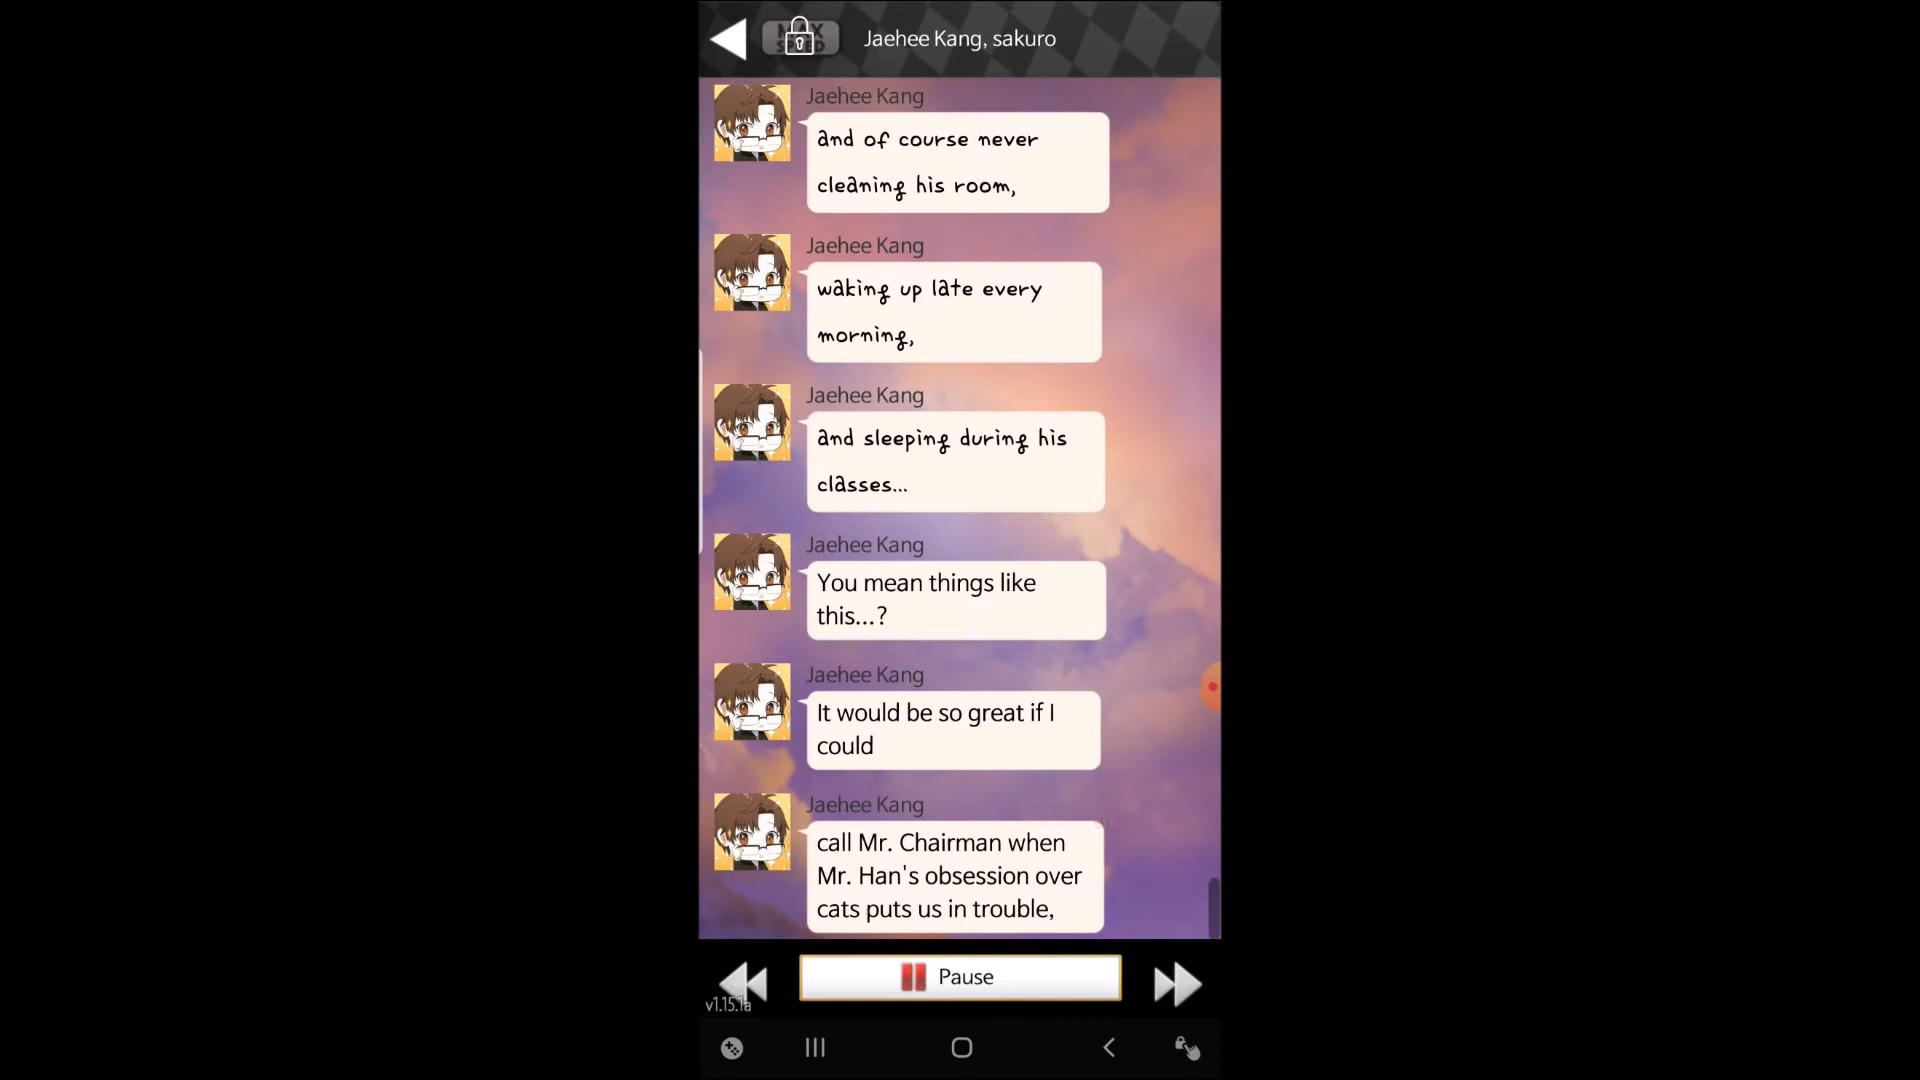 MAX
SPEED
Jaehee Kang, sakuro
Jaehee Kang
and of course never
cleaning his room,
Jaehee Kang
waking up late every
morning,
Jaehee Kang
and sleeping during his
classes...
Jaehee Kang
You mean things like
this...?
Jaehee Kang
It would be so great if I
could
Jaehee Kang
call Mr. Chairman when
Mr. Han's obsession over
cats puts us in trouble,
Pause
v1.15.1a